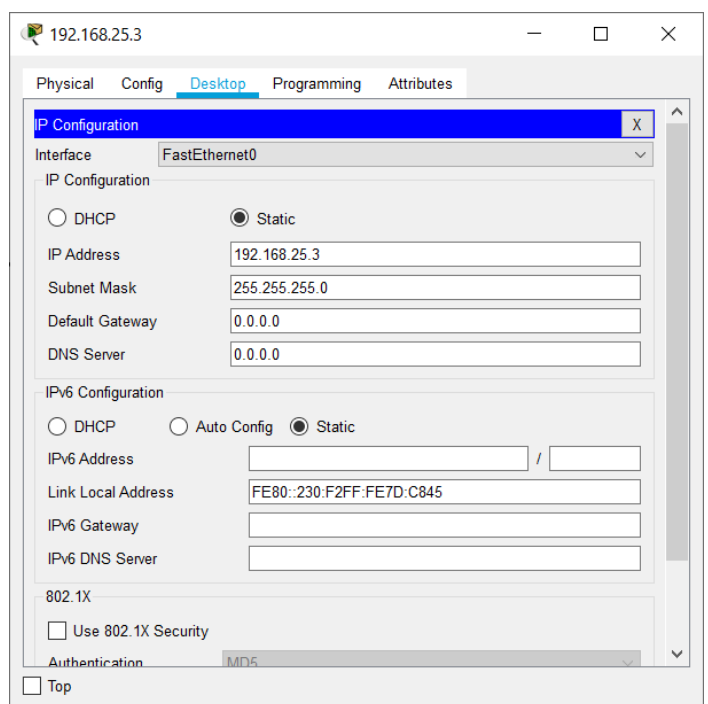 192.168.25.3
Physical Config Desktop Programming Attributes
IP Configuration X
Interface FastEthernet0
IP Configuration
DHCP Static
IP Address 192.168.25.3
Subnet Mask 255.255.255.0
Default Gateway 0.0.0.0
DNS Server 0.0.0.0
IPv6 Configuration
DHCP Auto Config Static
IPv6 Address /
Link Local Address FE80::230:F2FF:FE7D:C845
IPv6 Gateway
IPv6 DNS Server
802.1X
Use 802.1X Security
Authentication MD5
Top